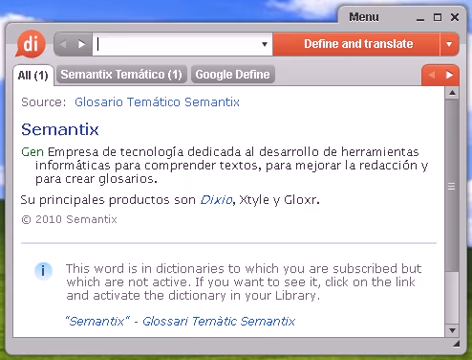 Menu
di
Define and translate
All (1)
Semantix Temático (1)
Google Define
Source: Glosario Temático Semantix
Semantix
Gen Empresa de tecnología dedicada al desarrollo de herramientas
informáticas para comprender textos, para mejorar la redacción y
para crear glosarios.
Su principales productos son Dixio, Xtyle y Gloxr.
© 2010 Semantix
i
This word is in dictionaries to which you are subscribed but
which are not active. If you want to see it, click on the link
and activate the dictionary in your Library.
"Semantix" - Glossari Temàtic Semantix